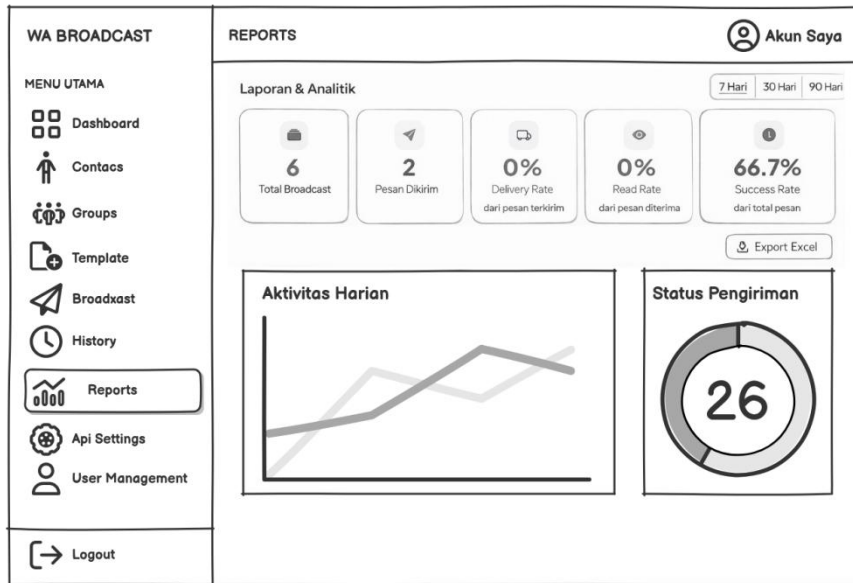 WA BROADCAST
REPORTS
Akun Saya
MENU UTAMA
Dashboard
Contacs
Groups
Template
Broadxast
History
Reports
Api Settings
User Management
Logout
Laporan & Analitik
7 Hari
30 Hari
90 Hari
6
Total Broadcast
2
Pesan Dikirim
0%
Delivery Rate
dari pesan terkirim
0%
Read Rate
dari pesan diterima
66.7%
Success Rate
dari total pesan
Export Excel
Aktivitas Harian
Status Pengiriman
26